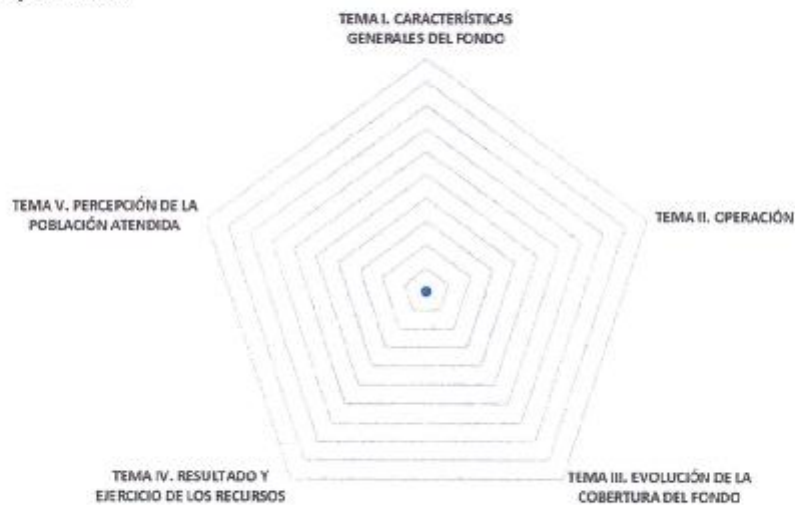 TEMA I. CARACTERÍSTICAS
GENERALES DEL FONDO
TEMA V. PERCEPCIÓN DE LA
POBLACIÓN ATENDIDA
TEMA II. OPERACIÓN
TEMA IV. RESULTADO Y
EJERCICIO DE LOS RECURSOS
TEMA III. EVOLUCIÓN DE LA
COBERTURA DEL FONDO